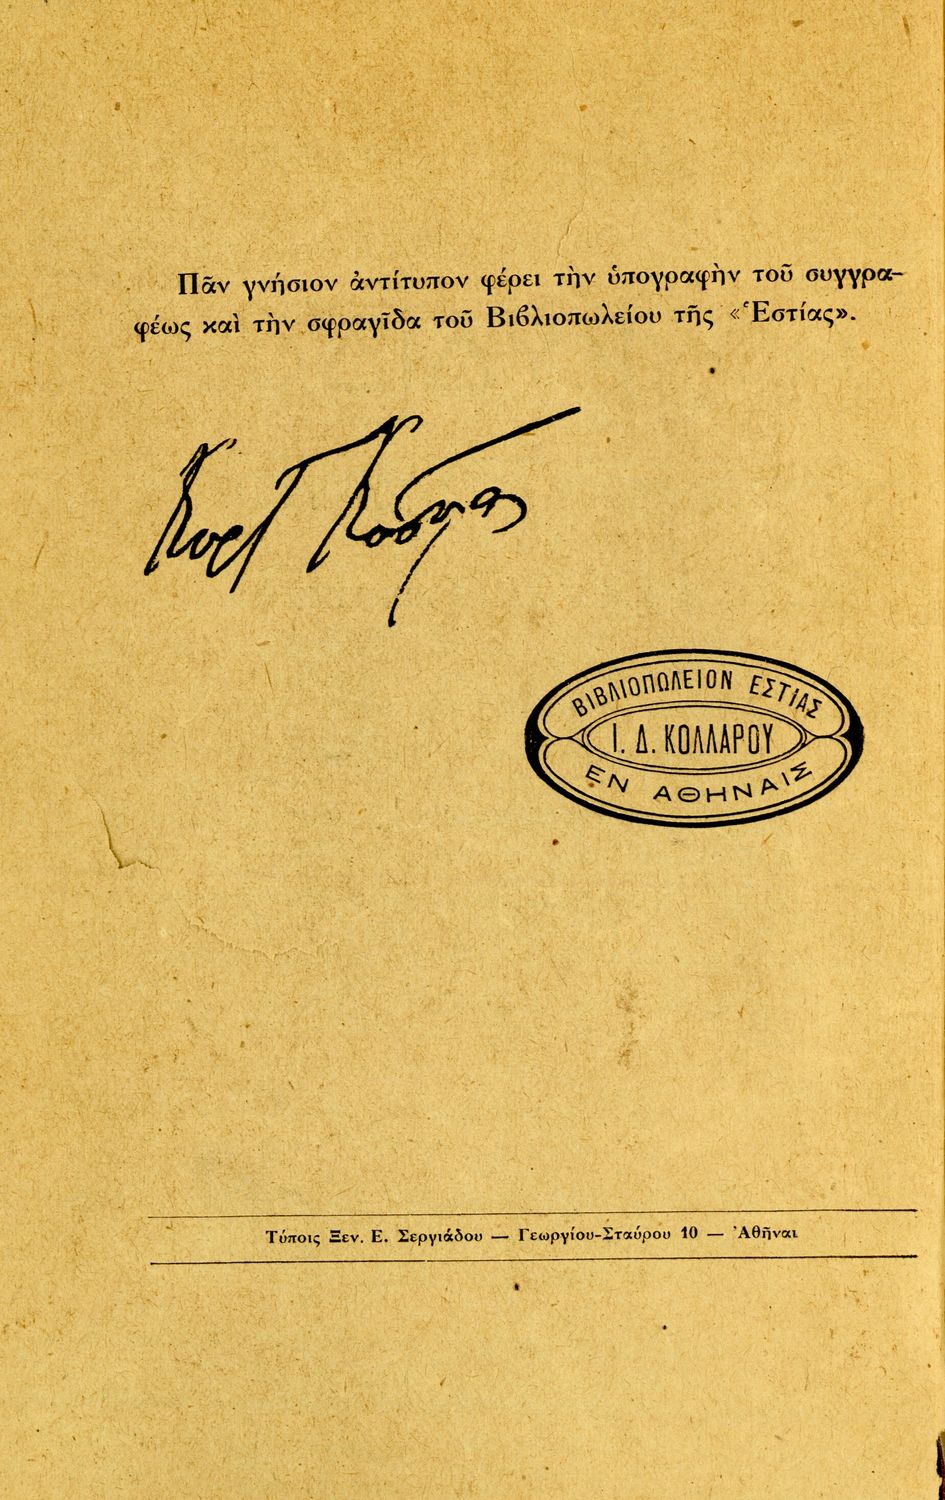 Πᾶν γνήσιον ἀντίτυπον φέρει τὴν ὑπογραφὴν τοῦ συγγρα-
φέως καὶ τὴν σφραγῖδα τοῦ Βιβλιοπωλείου τῆς «Ἑστίας».
ΒΙΒΛΙΟΠΩΛΕΙΟΝ ΕΣΤΙΑΣ
Ι. Δ. ΚΟΛΛΑΡΟΥ
ΕΝ ΑΘΗΝΑΙΣ
Τύποις Ξεν. Ε. Σεργιάδου — Γεωργίου-Σταύρου 10 — Ἀθῆναι